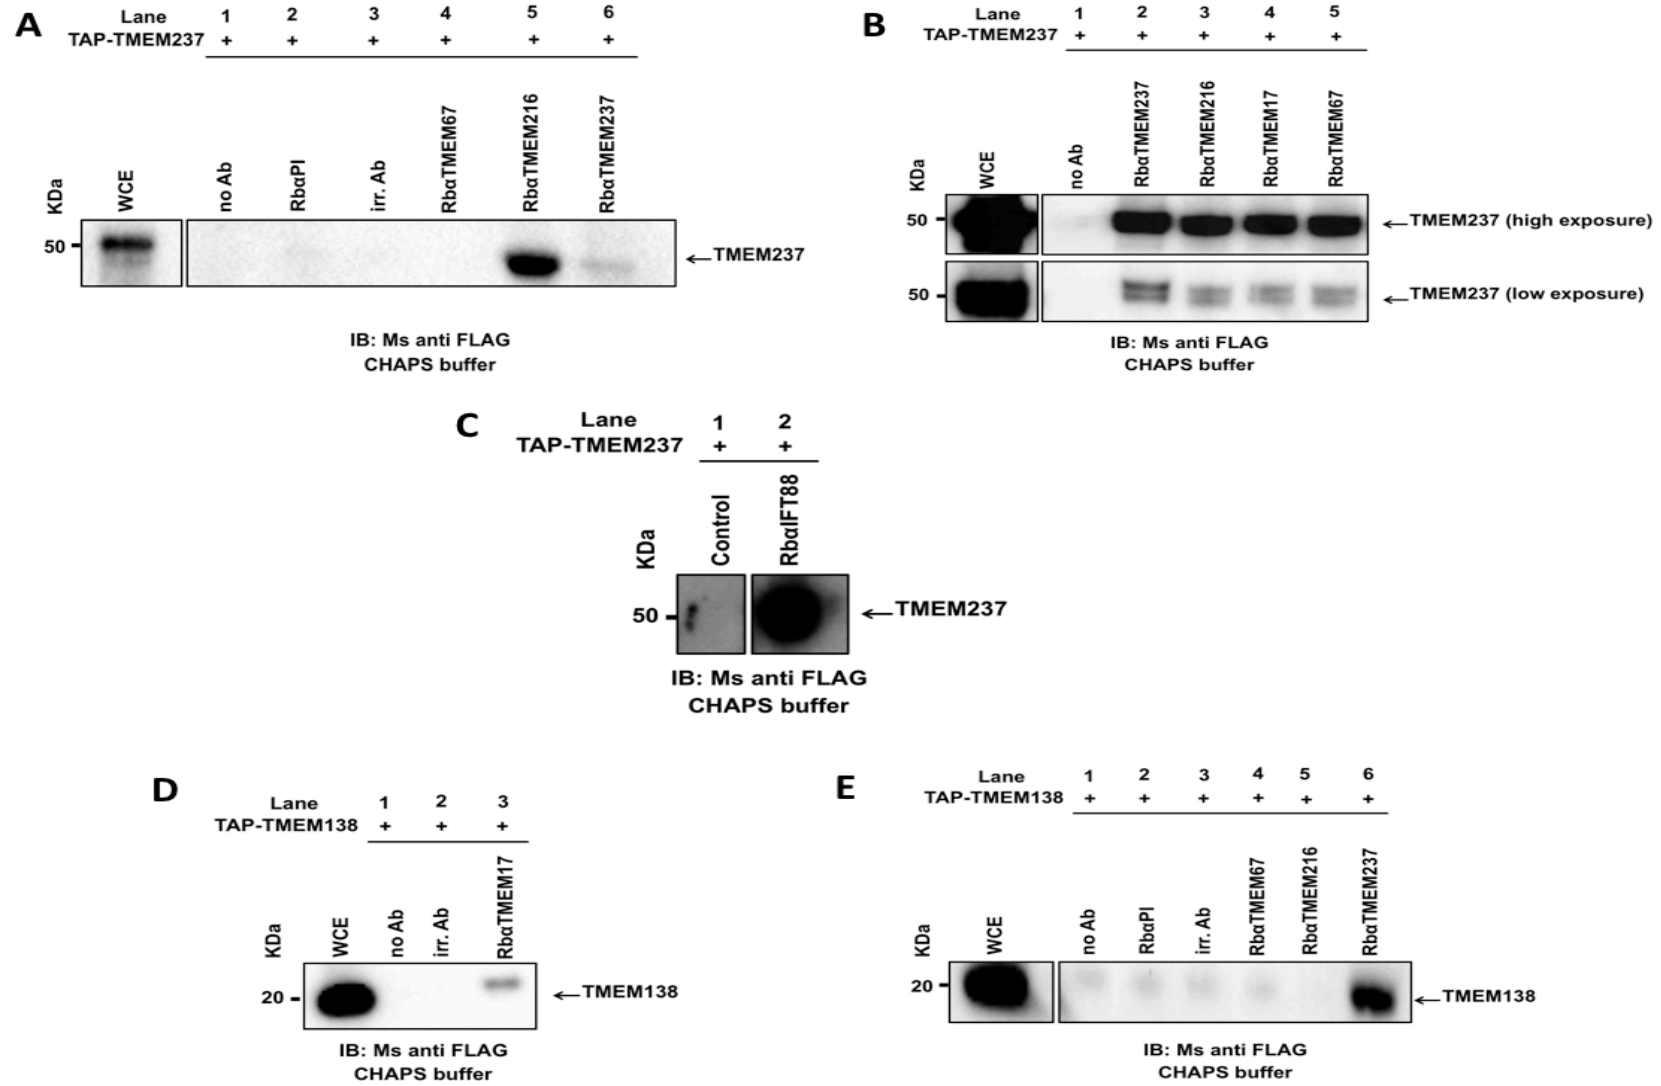 A
Lane 1 2 3 4 5 6
TAP-TMEM237 + + + + + +
KDa WCE no Ab RbαPI irr. Ab RbαTMEM67 RbαTMEM216 RbαTMEM237
50
←TMEM237
IB: Ms anti FLAG
CHAPS buffer
B
Lane 1 2 3 4 5
TAP-TMEM237 + + + + +
KDa WCE no Ab RbαTMEM237 RbαTMEM216 RbαTMEM17 RbαTMEM67
50
←TMEM237 (high exposure)
50
←TMEM237 (low exposure)
IB: Ms anti FLAG
CHAPS buffer
C
Lane 1 2
TAP-TMEM237 + +
KDa Control RbαIFT88
50
←TMEM237
IB: Ms anti FLAG
CHAPS buffer
D
Lane 1 2 3
TAP-TMEM138 + + +
KDa WCE no Ab irr. Ab RbαTMEM17
20
←TMEM138
IB: Ms anti FLAG
CHAPS buffer
E
Lane 1 2 3 4 5 6
TAP-TMEM138 + + + + + +
KDa WCE no Ab RbαPI irr. Ab RbαTMEM67 RbαTMEM216 RbαTMEM237
20
←TMEM138
IB: Ms anti FLAG
CHAPS buffer